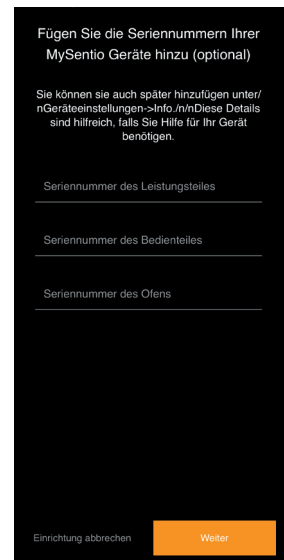 Fügen Sie die Seriennummern Ihrer
MySentio Geräte hinzu (optional)
Sie können sie auch später hinzufügen unter/
nGeräteeinstellungen->Info./n/nDiese Details
sind hilfreich, falls Sie Hilfe für Ihr Gerät
benötigen.
Seriennummer des Leistungsteiles
Seriennummer des Bedienteiles
Seriennummer des Ofens
Einrichtung abbrechen Weiter